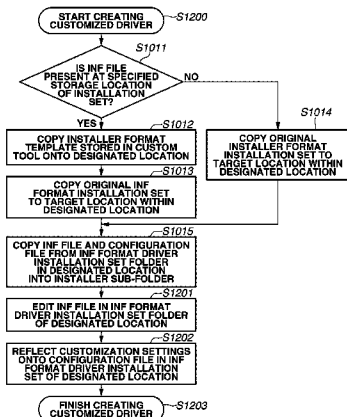 START CREATING
CUSTOMIZED DRIVER
S1200
S1011
IS INF FILE
PRESENT AT SPECIFIED
STORAGE LOCATION
OF INSTALLATION
SET?
NO
YES
S1012
COPY INSTALLER FORMAT
TEMPLATE STORED IN CUSTOM
TOOL ONTO DESIGNATED LOCATION
S1014
COPY ORIGINAL
INSTALLER FORMAT
INSTALLATION SET TO
TARGET LOCATION WITHIN
DESIGNATED LOCATION
S1013
COPY ORIGINAL INF
FORMAT INSTALLATION SET
TO TARGET LOCATION WITHIN
DESIGNATED LOCATION
S1015
COPY INF FILE AND CONFIGURATION
FILE FROM INF FORMAT DRIVER
INSTALLATION SET FOLDER
IN DESIGNATED LOCATION
INTO INSTALLER SUB-FOLDER
S1201
EDIT INF FILE IN INF FORMAT
DRIVER INSTALLATION SET FOLDER
OF DESIGNATED LOCATION
S1202
REFLECT CUSTOMIZATION SETTINGS
ONTO CONFIGURATION FILE IN INF
FORMAT DRIVER INSTALLATION
SET OF DESIGNATED LOCATION
FINISH CREATING
CUSTOMIZED DRIVER
S1203